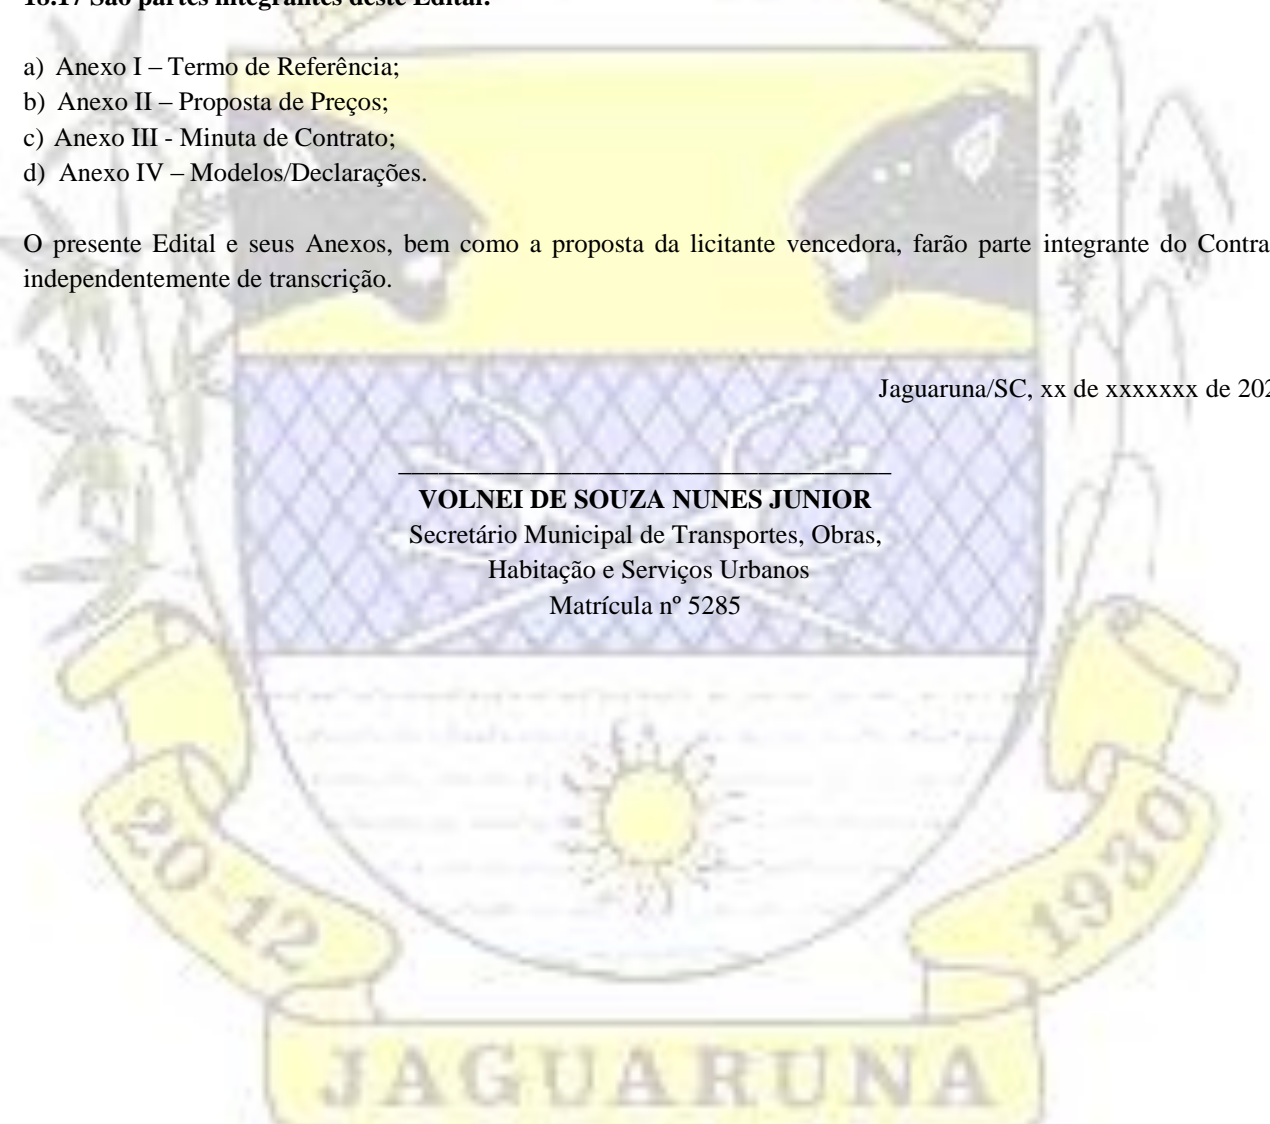 18.17 São partes integrantes deste Edital:
a) Anexo I – Termo de Referência;
b) Anexo II – Proposta de Preços;
c) Anexo III - Minuta de Contrato;
d) Anexo IV – Modelos/Declarações.
O presente Edital e seus Anexos, bem como a proposta da licitante vencedora, farão parte integrante do Contra
independentemente de transcrição.
Jaguaruna/SC, xx de xxxxxxx de 202
VOLNEI DE SOUZA NUNES JUNIOR
Secretário Municipal de Transportes, Obras,
Habitação e Serviços Urbanos
Matrícula nº 5285
20-12
1930
JAGUARUNA